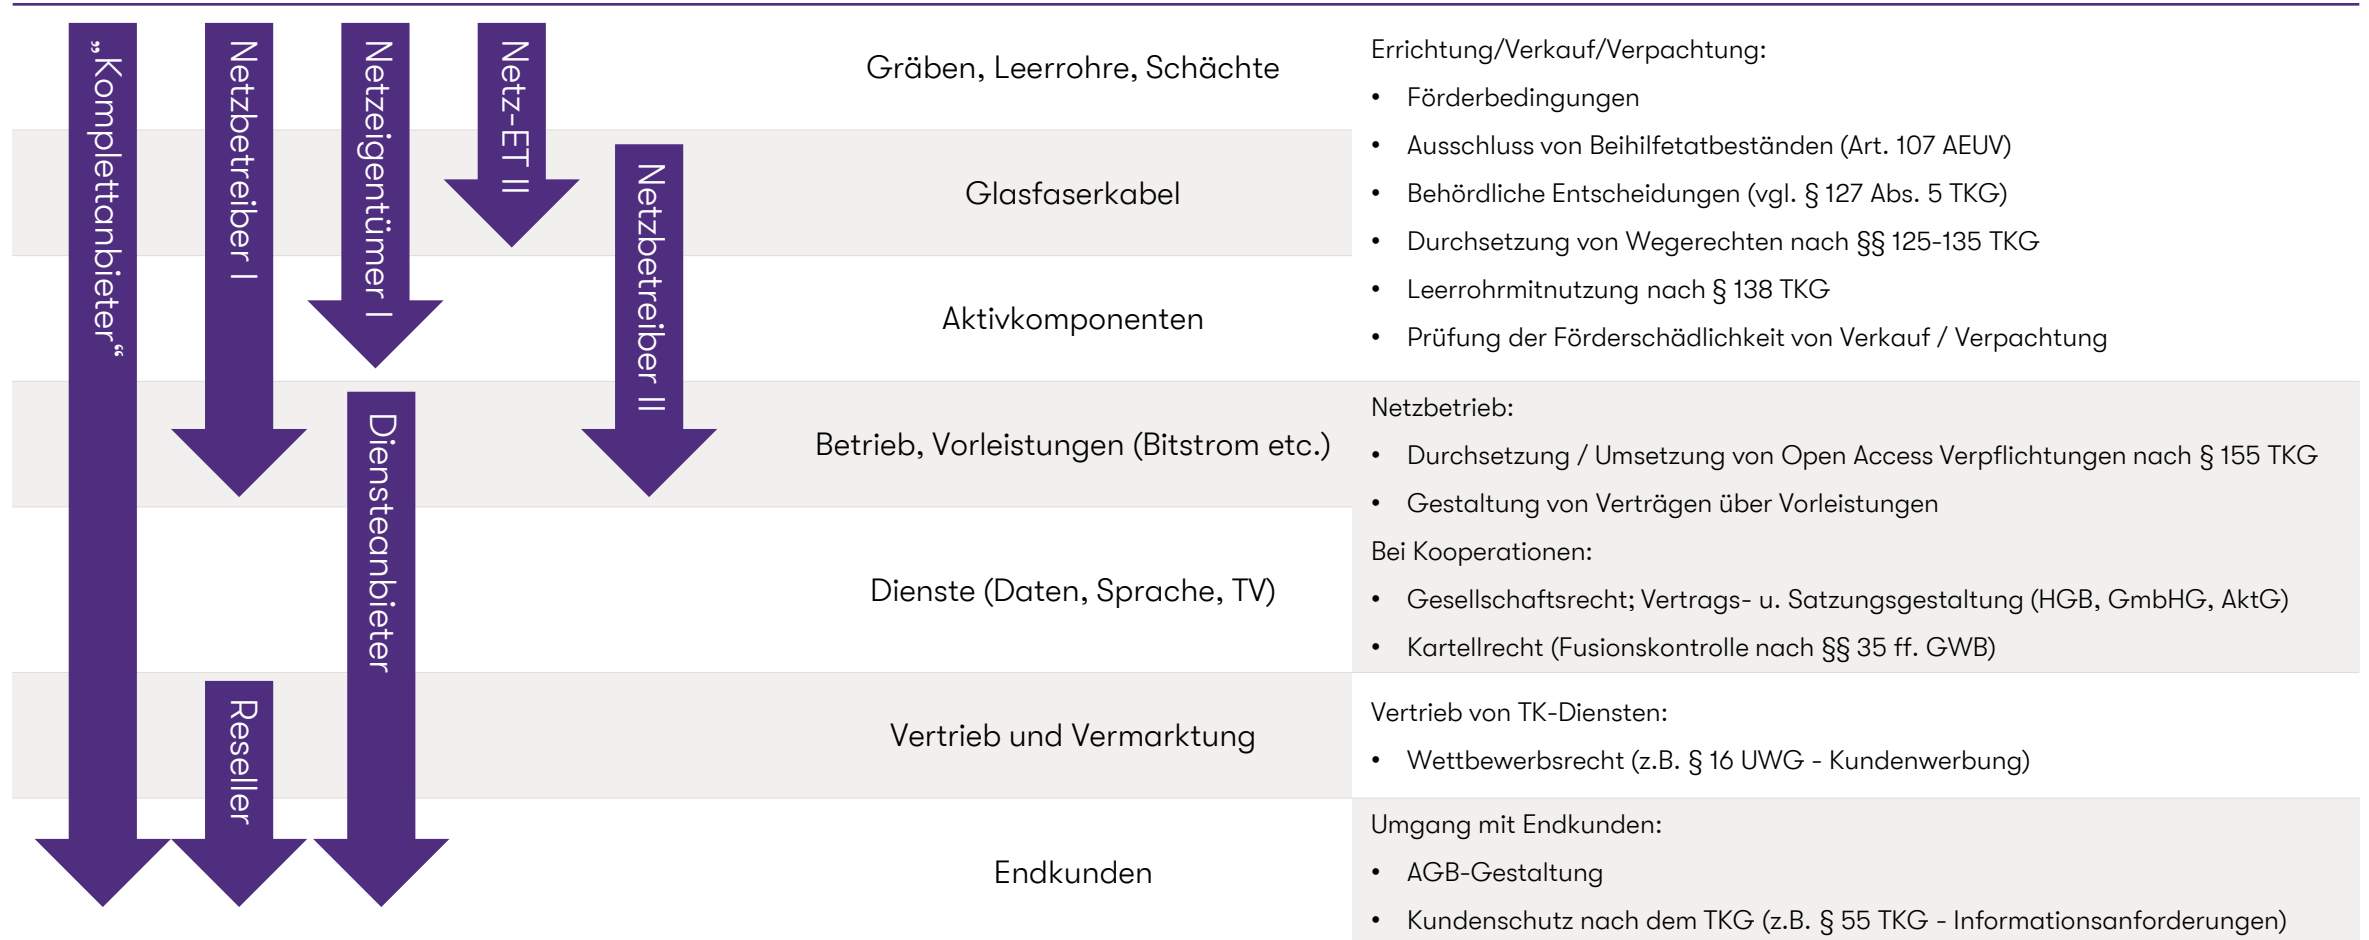 „Komplettanbieter“
Netzbetreiber I
Netzeigentümer I
Netz-ET II
Netzbetreiber II
Diensteanbieter
Reseller
Gräben, Leerrohre, Schächte
Glasfaserkabel
Aktivkomponenten
Betrieb, Vorleistungen (Bitstrom etc.)
Dienste (Daten, Sprache, TV)
Vertrieb und Vermarktung
Endkunden
Errichtung/Verkauf/Verpachtung:
• Förderbedingungen
• Ausschluss von Beihilfetatbeständen (Art. 107 AEUV)
• Behördliche Entscheidungen (vgl. § 127 Abs. 5 TKG)
• Durchsetzung von Wegerechten nach §§ 125-135 TKG
• Leerrohrmitnutzung nach § 138 TKG
• Prüfung der Förderschädlichkeit von Verkauf / Verpachtung
Netzbetrieb:
• Durchsetzung / Umsetzung von Open Access Verpflichtungen nach § 155 TKG
• Gestaltung von Verträgen über Vorleistungen
Bei Kooperationen:
• Gesellschaftsrecht; Vertrags- u. Satzungsgestaltung (HGB, GmbHG, AktG)
• Kartellrecht (Fusionskontrolle nach §§ 35 ff. GWB)
Vertrieb von TK-Diensten:
• Wettbewerbsrecht (z.B. § 16 UWG - Kundenwerbung)
Umgang mit Endkunden:
• AGB-Gestaltung
• Kundenschutz nach dem TKG (z.B. § 55 TKG - Informationsanforderungen)